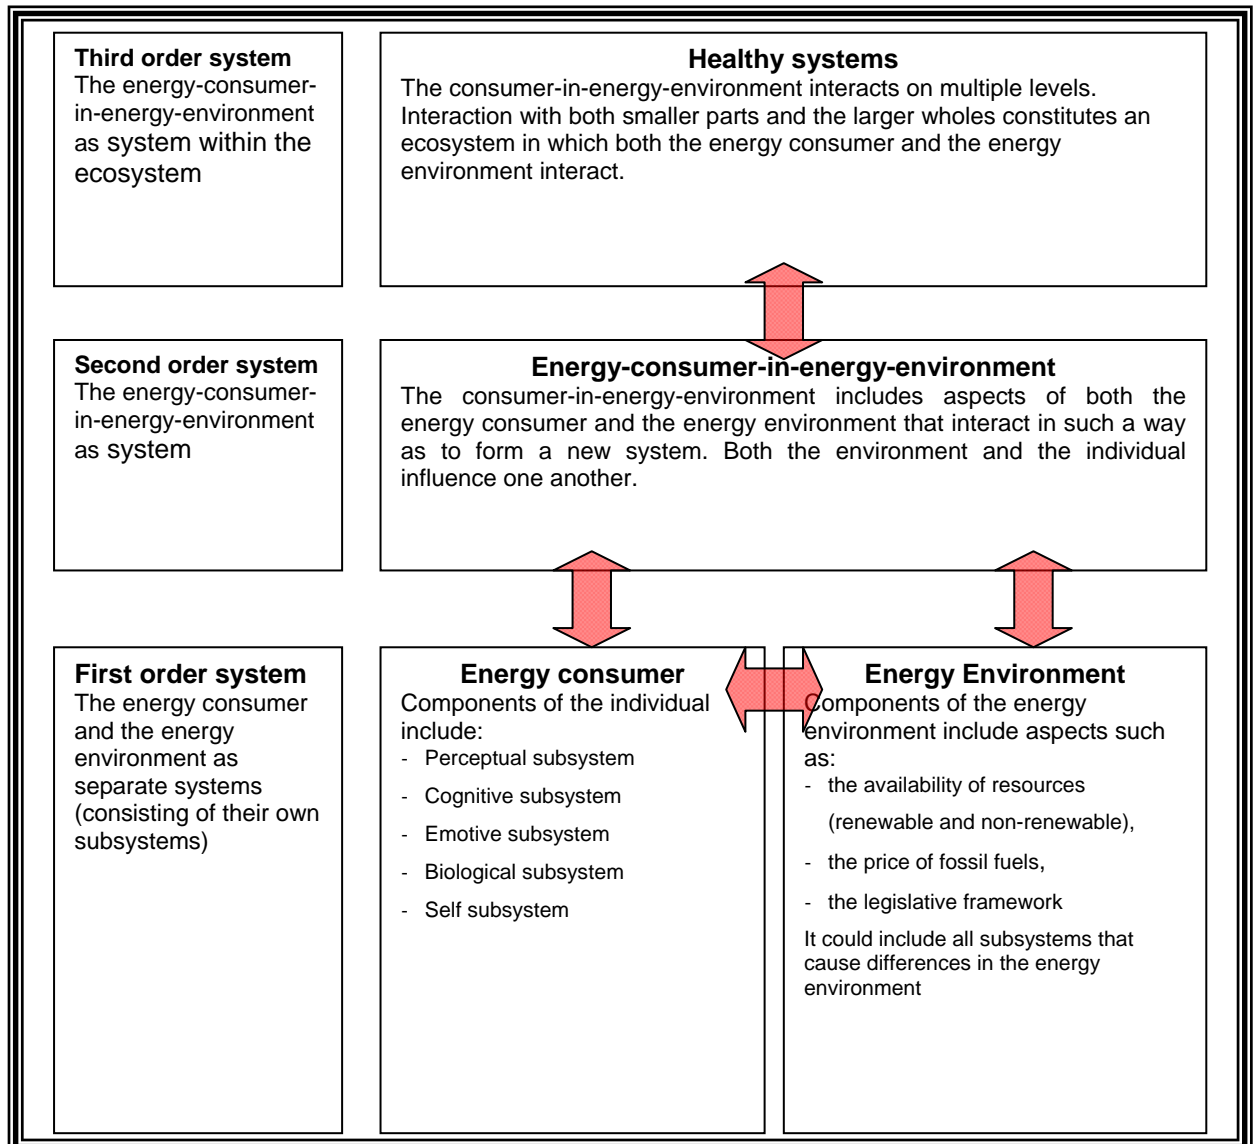 Third order system
The energy-consumer-
in-energy-environment
as system within the
ecosystem
Healthy systems
The consumer-in-energy-environment interacts on multiple levels.
Interaction with both smaller parts and the larger wholes constitutes an
ecosystem in which both the energy consumer and the energy
environment interact.
Second order system
The energy-consumer-
in-energy-environment
as system
Energy-consumer-in-energy-environment
The consumer-in-energy-environment includes aspects of both the
energy consumer and the energy environment that interact in such a way
as to form a new system. Both the environment and the individual
influence one another.
First order system
The energy consumer
and the energy
environment as
separate systems
(consisting of their own
subsystems)
Energy consumer
Components of the individual
include:
- Perceptual subsystem
- Cognitive subsystem
- Emotive subsystem
- Biological subsystem
- Self subsystem
Energy Environment
Components of the energy
environment include aspects such
as:
- the availability of resources
(renewable and non-renewable),
- the price of fossil fuels,
- the legislative framework
It could include all subsystems that
cause differences in the energy
environment